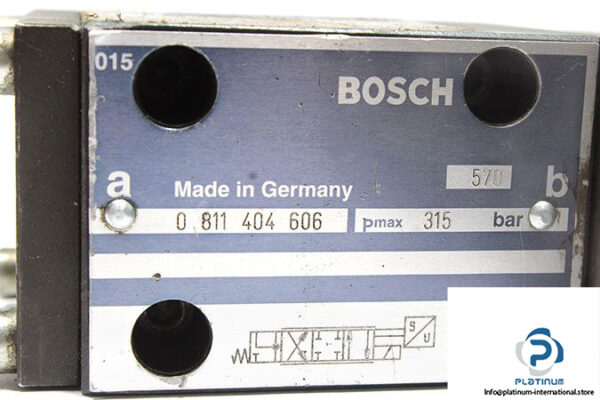 015
BOSCH
570
a
Made in Germany
b
0 811 404 606
pmax 315 bar
S
U
PLATINUM
Info@platinum-international.store